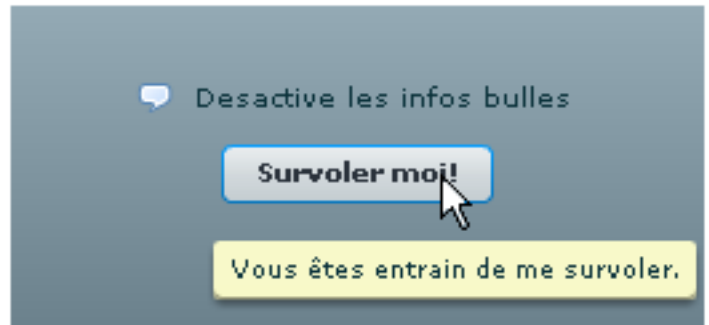 Desactive les infos bulles
Survoler moi!
Vous êtes entrain de me survoler.